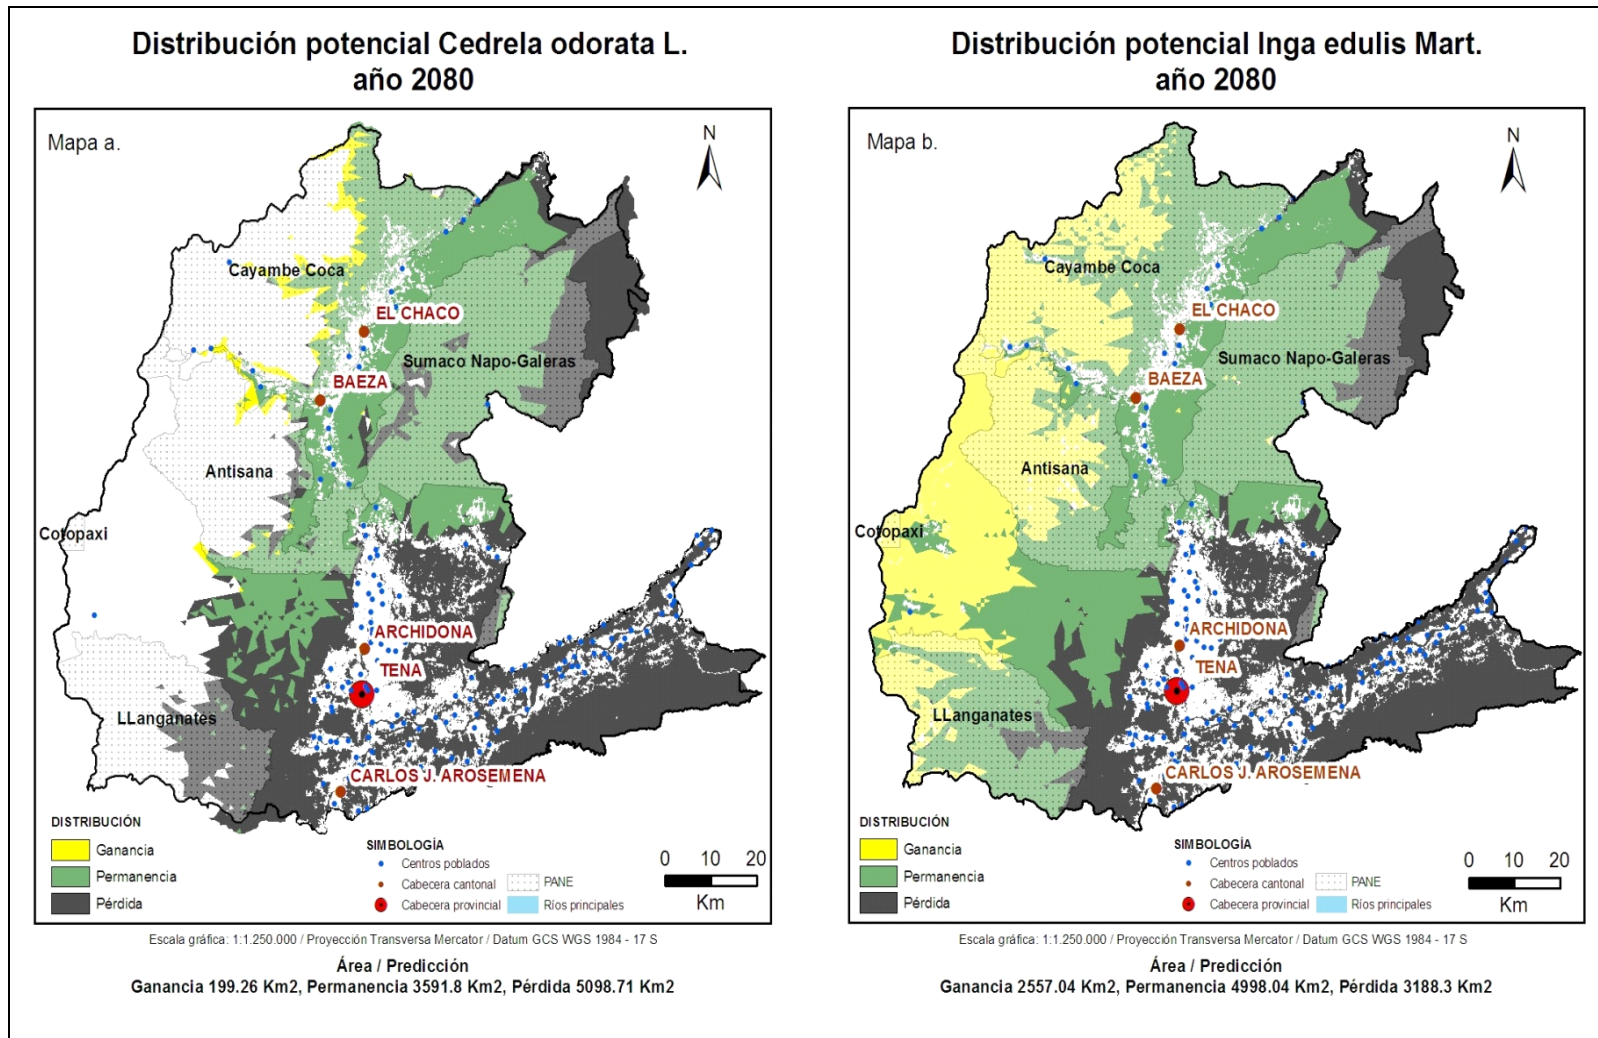 Distribución potencial Cedrela odorata L.
año 2080
Mapa a.
N
Cayambe Coca
EL CHACO
Sumaco Napo-Galeras
BAEZA
Antisana
Cotopaxi
ARCHIDONA
TENA
LLanganates
CARLOS J. AROSEMENA
DISTRIBUCIÓN
Ganancia
Permanencia
Pérdida
SIMBOLOGÍA
Centros poblados
Cabecera cantonal
Cabecera provincial
PANE
Ríos principales
0 10 20
Km
Escala gráfica: 1:1.250.000 / Proyección Transversa Mercator / Datum GCS WGS 1984 - 17 S
Área / Predicción
Ganancia 199.26 Km2, Permanencia 3591.8 Km2, Pérdida 5098.71 Km2
Distribución potencial Inga edulis Mart.
año 2080
Mapa b.
N
Cayambe Coca
EL CHACO
Sumaco Napo-Galeras
BAEZA
Antisana
Cotopaxi
ARCHIDONA
TENA
LLanganates
CARLOS J. AROSEMENA
DISTRIBUCIÓN
Ganancia
Permanencia
Pérdida
SIMBOLOGÍA
Centros poblados
Cabecera cantonal
Cabecera provincial
PANE
Ríos principales
0 10 20
Km
Escala gráfica: 1:1.250.000 / Proyección Transversa Mercator / Datum GCS WGS 1984 - 17 S
Área / Predicción
Ganancia 2557.04 Km2, Permanencia 4998.04 Km2, Pérdida 3188.3 Km2